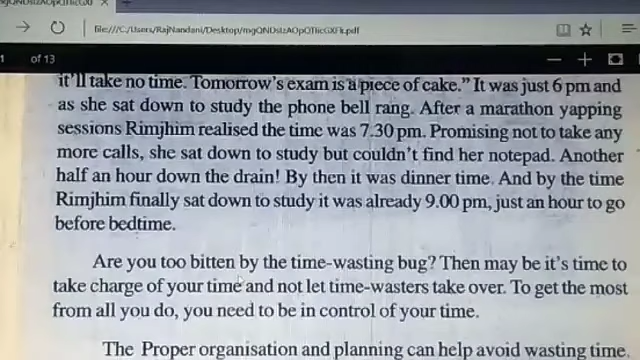 file:///C:/Users/RajNandani/Desktop/mgQNDslzAOpQTlicGXFk.pdf
1 of 13
it'll take no time. Tomorrow's exam is a piece of cake." It was just 6 pm and
as she sat down to study the phone bell rang. After a marathon yapping
sessions Rimjhim realised the time was 7.30 pm. Promising not to take any
more calls, she sat down to study but couldn't find her notepad. Another
half an hour down the drain! By then it was dinner time. And by the time
Rimjhim finally sat down to study it was already 9.00 pm, just an hour to go
before bedtime.
Are you too bitten by the time-wasting bug? Then may be it's time to
take charge of your time and not let time-wasters take over. To get the most
from all you do, you need to be in control of your time.
The Proper organisation and planning can help avoid wasting time.